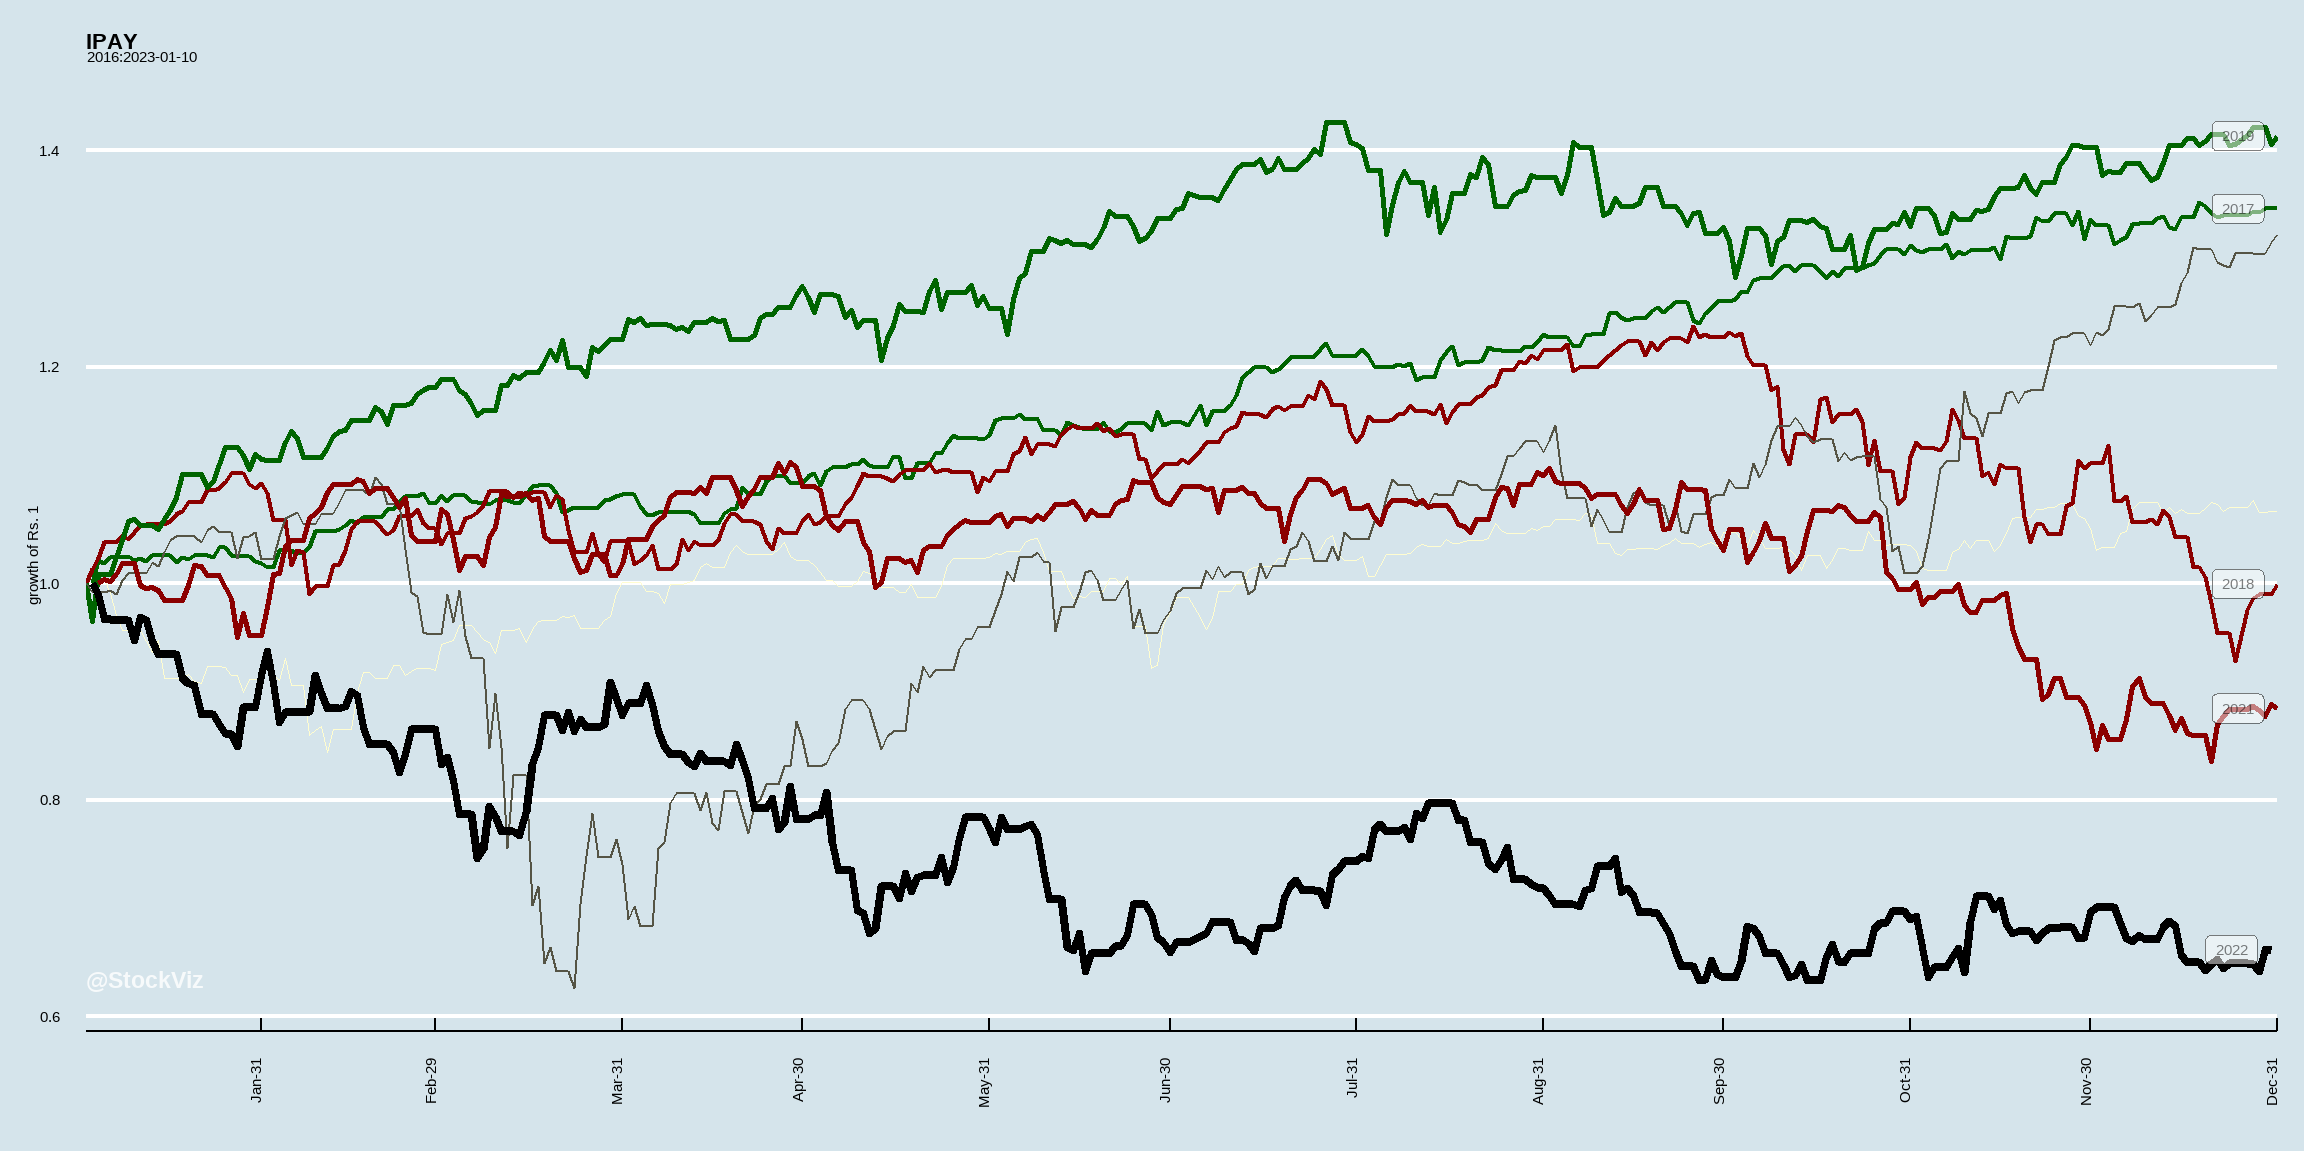 IPAY
2016:2023-01-10
growth of Rs. 1
1.4
1.2
1.0
0.8
0.6
2019
2017
2018
2021
2022
@StockViz
Jan-31
Feb-29
Mar-31
Apr-30
May-31
Jun-30
Jul-31
Aug-31
Sep-30
Oct-31
Nov-30
Dec-31